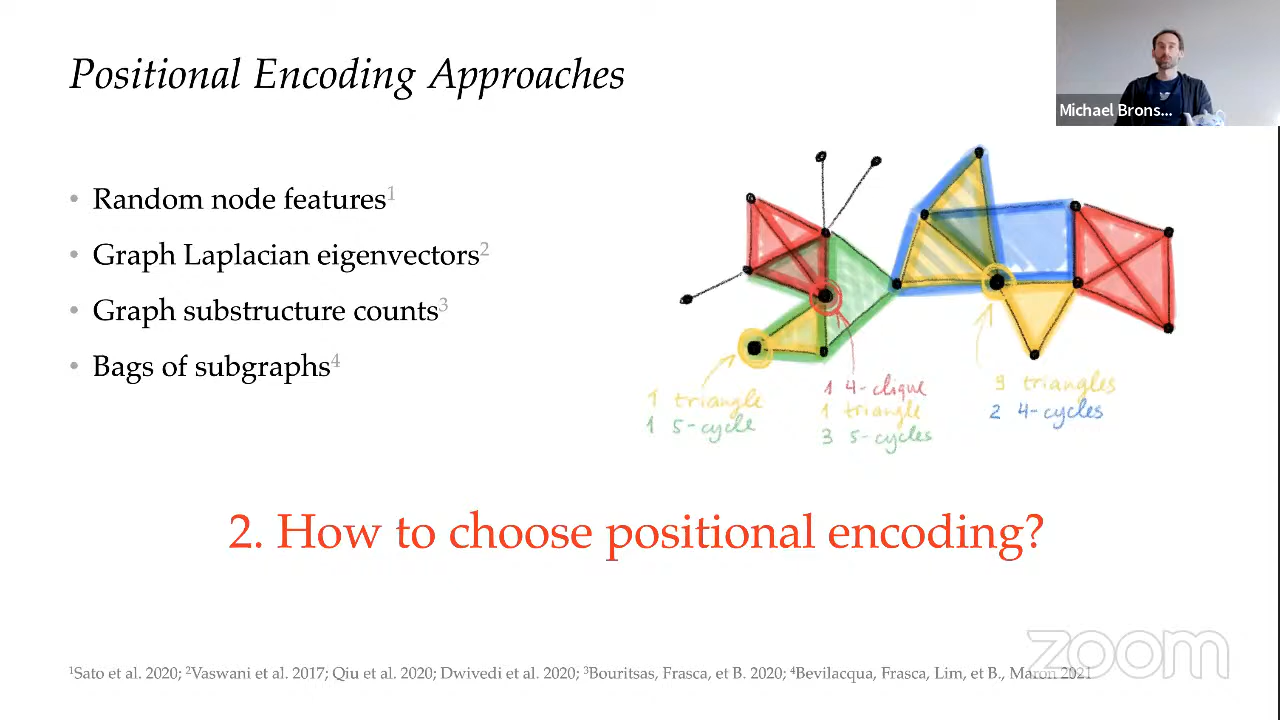 Positional Encoding Approaches
Michael Brons...
• Random node features¹
• Graph Laplacian eigenvectors²
• Graph substructure counts³
• Bags of subgraphs⁴
1 triangle
1 5-cycle
1 4-clique
1 triangle
3 5-cycles
3 triangles
2 4-cycles
2. How to choose positional encoding?
¹Sato et al. 2020; ²Vaswani et al. 2017; Qiu et al. 2020; Dwivedi et al. 2020; ³Bouritsas, Frasca, et B. 2020; ⁴Bevilacqua, Frasca, Lim, et B., Maron 2021
zoom